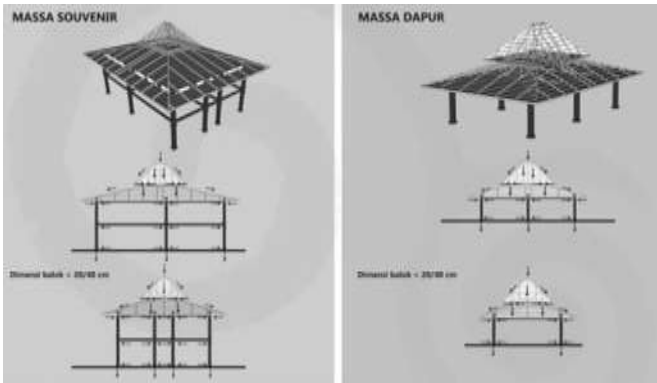 MASSA SOUVENIR
MASSA DAPUR
Dimensi balok = 20/40 cm
Dimensi balok = 20/40 cm